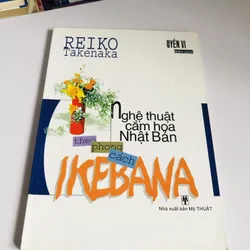 REIKO
Takenaka
UYÊN VI
nghệ thuật
cắm hoa
Nhật Bản
theo
phong
cách
IKEBANA
Nhà xuất bản Mỹ THUẬT